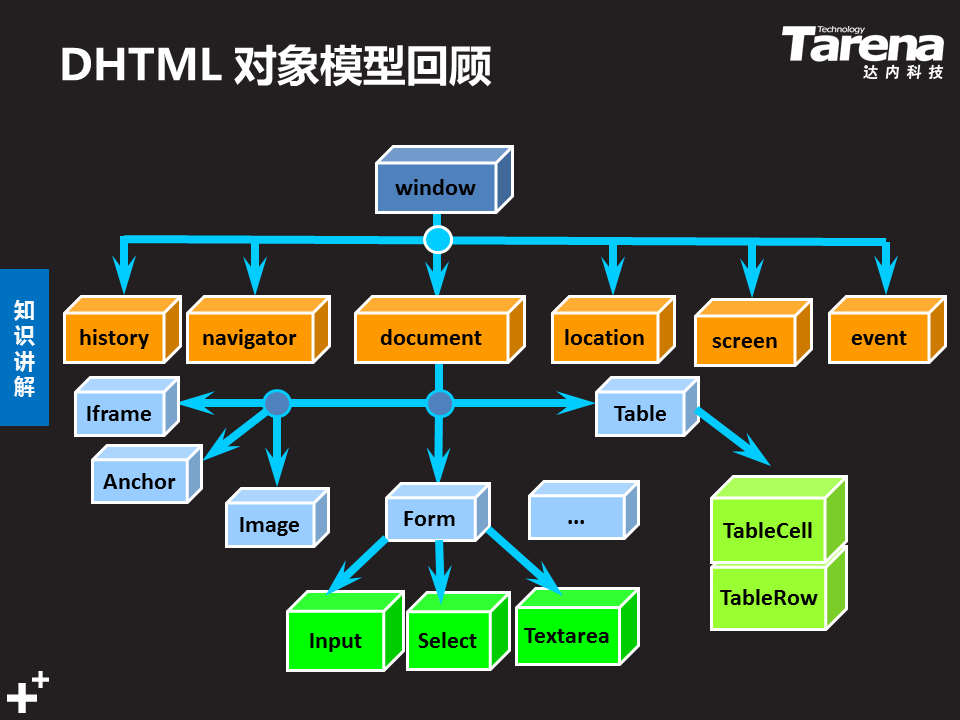 DHTML 对象模型回顾
Technology
Tarena
达内科技
window
history
navigator
document
location
screen
event
知识讲解
Iframe
Table
Anchor
Image
Form
...
TableCell
TableRow
Input
Select
Textarea